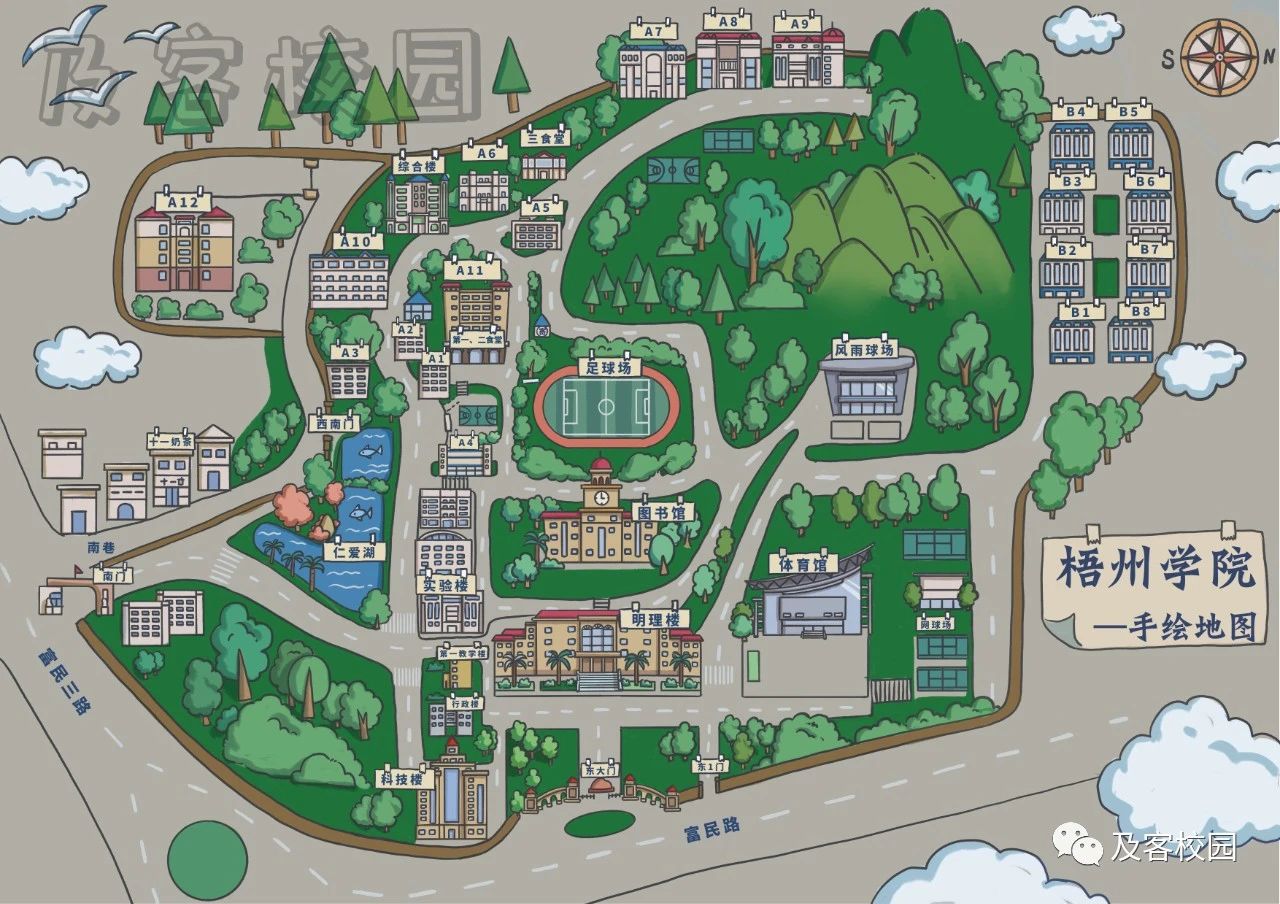 及客校园
A7
A8
A9
S
N
B4
B5
三食堂
A6
综合楼
B3
B6
A12
A5
A10
B2
B7
A11
B1
B8
A2
第一、二食堂
A3
A1
风雨球场
足球场
西南门
十一奶茶
A4
十一奶茶
图书馆
南巷
仁爱湖
体育馆
梧州学院
—手绘地图
南门
实验楼
明理楼
网球场
第一教学楼
富民三路
行政楼
科技楼
东大门
东1门
富民路
及客校园